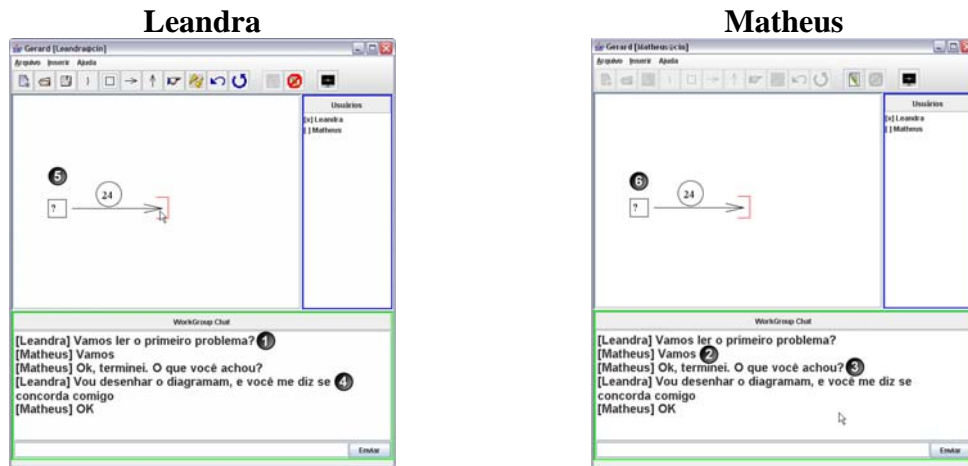 Leandra
Gerard [Leandra@cin]
Arquivo Inserir Ajuda
Usuários
[x] Leandra
[ ] Matheus
5
24
?
WorkGroup Chat
[Leandra] Vamos ler o primeiro problema? 1
[Matheus] Vamos
[Matheus] Ok, terminei. O que você achou?
[Leandra] Vou desenhar o diagramam, e você me diz se 4
concorda comigo
[Matheus] OK
Enviar
Matheus
Gerard [Matheus@cin]
Arquivo Inserir Ajuda
Usuários
[x] Leandra
[ ] Matheus
6
24
?
WorkGroup Chat
[Leandra] Vamos ler o primeiro problema?
[Matheus] Vamos 2
[Matheus] Ok, terminei. O que você achou? 3
[Leandra] Vou desenhar o diagramam, e você me diz se
concorda comigo
[Matheus] OK
Enviar